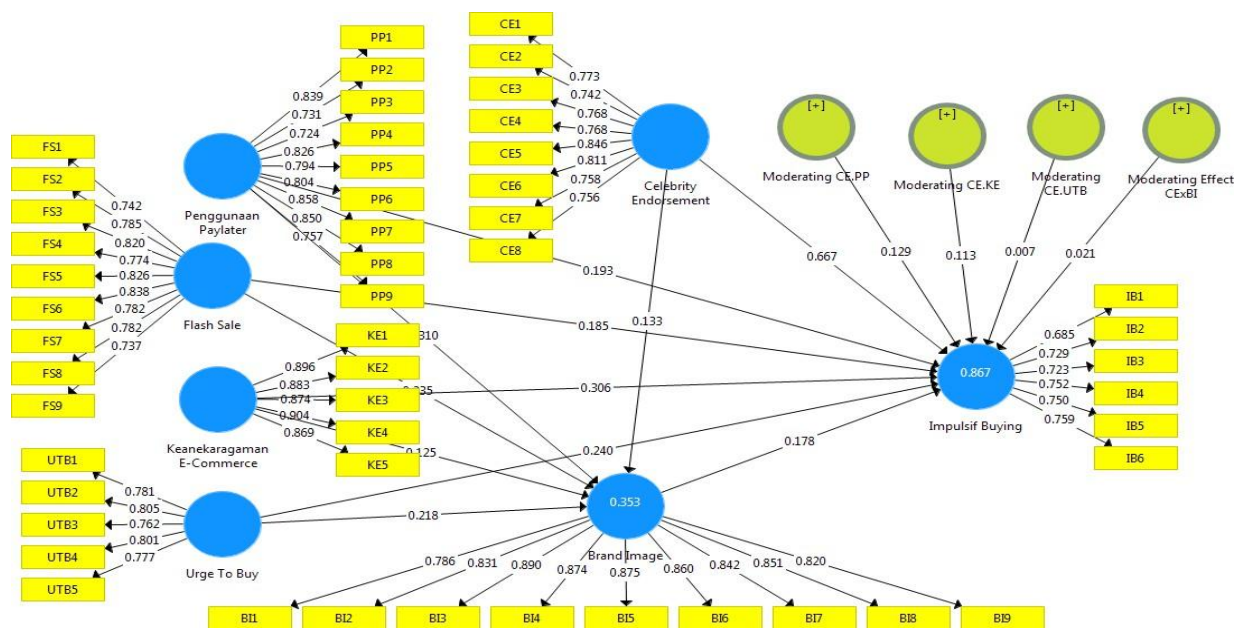 PP1
PP2
PP3
PP4
PP5
PP6
PP7
PP8
PP9
0.839
0.731
0.724
0.826
0.794
0.804
0.858
0.850
0.757
Penggunaan
Paylater
CE1
CE2
CE3
CE4
CE5
CE6
CE7
CE8
0.773
0.742
0.768
0.768
0.846
0.811
0.758
0.756
Celebrity
Endorsement
[+]
Moderating CE.PP
[+]
Moderating CE.KE
[+]
Moderating
CE.UTB
[+]
Moderating Effect
CExBI
0.129
0.113
0.007
0.021
0.667
0.133
0.193
0.185
0.306
0.240
0.178
0.125
0.218
FS1
FS2
FS3
FS4
FS5
FS6
FS7
FS8
FS9
0.742
0.785
0.820
0.774
0.826
0.838
0.782
0.782
0.737
Flash Sale
KE1
KE2
KE3
KE4
KE5
0.896
0.883
0.874
0.904
0.869
Keanekaragaman
E-Commerce
UTB1
UTB2
UTB3
UTB4
UTB5
0.781
0.805
0.762
0.801
0.777
Urge To Buy
0.867
Impulsif Buying
0.685
0.729
0.723
0.752
0.750
0.759
IB1
IB2
IB3
IB4
IB5
IB6
0.353
Brand Image
0.786
0.831
0.890
0.874
0.875
0.860
0.842
0.851
0.820
BI1
BI2
BI3
BI4
BI5
BI6
BI7
BI8
BI9